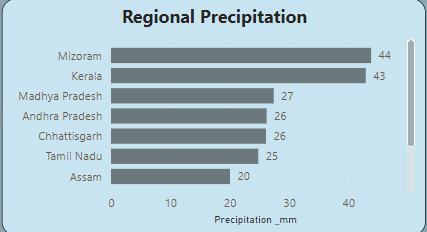 Regional Precipitation
Mizoram 44
Kerala 43
Madhya Pradesh 27
Andhra Pradesh 26
Chhattisgarh 26
Tamil Nadu 25
Assam 20
0 10 20 30 40
Precipitation _mm